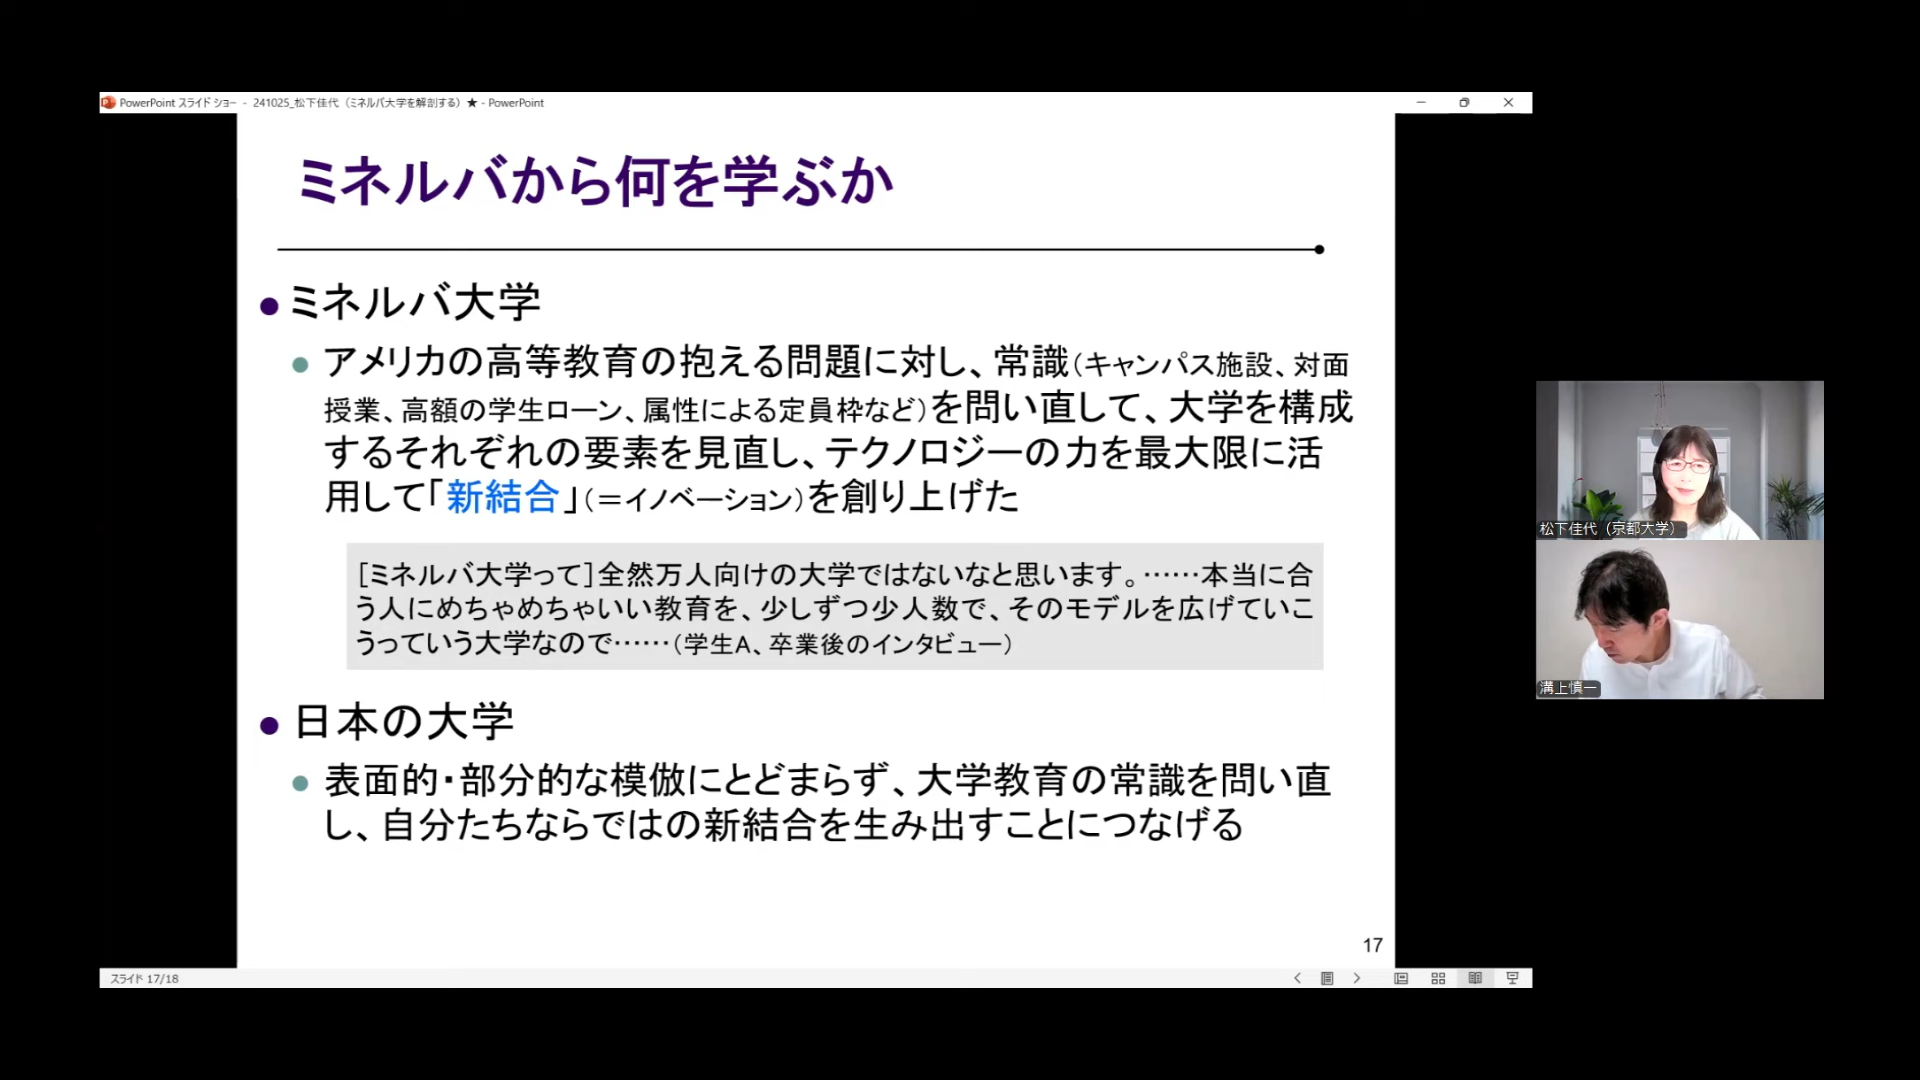 PowerPoint スライド ショー - 241025_松下佳代（ミネルバ大学を解剖する）★ - PowerPoint
ミネルバから何を学ぶか
ミネルバ大学
アメリカの高等教育の抱える問題に対し、常識（キャンパス施設、対面
授業、高額の学生ローン、属性による定員枠など）を問い直して、大学を構成
するそれぞれの要素を見直し、テクノロジーの力を最大限に活
用して「新結合」（＝イノベーション）を創り上げた
［ミネルバ大学って］全然万人向けの大学ではないなと思います。……本当に合
う人にめちゃめちゃいい教育を、少しずつ少人数で、そのモデルを広げていこ
うっていう大学なので……（学生A、卒業後のインタビュー）
日本の大学
表面的・部分的な模倣にとどまらず、大学教育の常識を問い直
し、自分たちならではの新結合を生み出すことにつなげる
17
スライド 17/18
松下佳代（京都大学）
溝上慎一